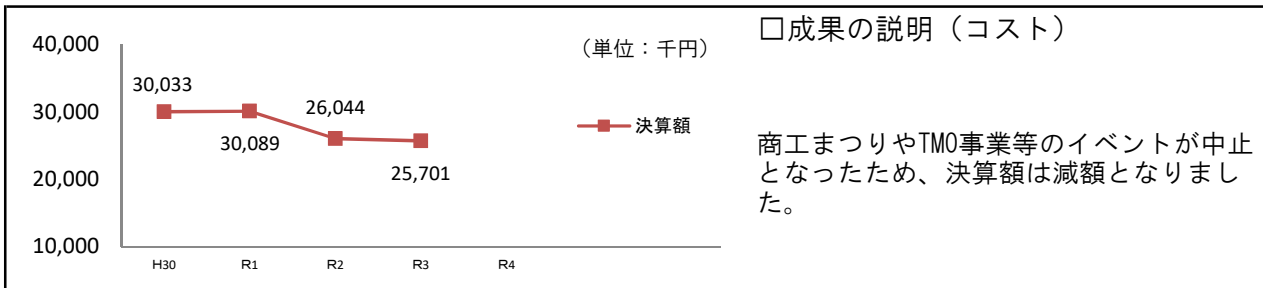 □成果の説明（コスト）
（単位：千円）
40,000
30,000
20,000
10,000
30,033
30,089
26,044
25,701
決算額
H30
R1
R2
R3
R4
商工まつりやTMO事業等のイベントが中止
となったため、決算額は減額となりまし
た。